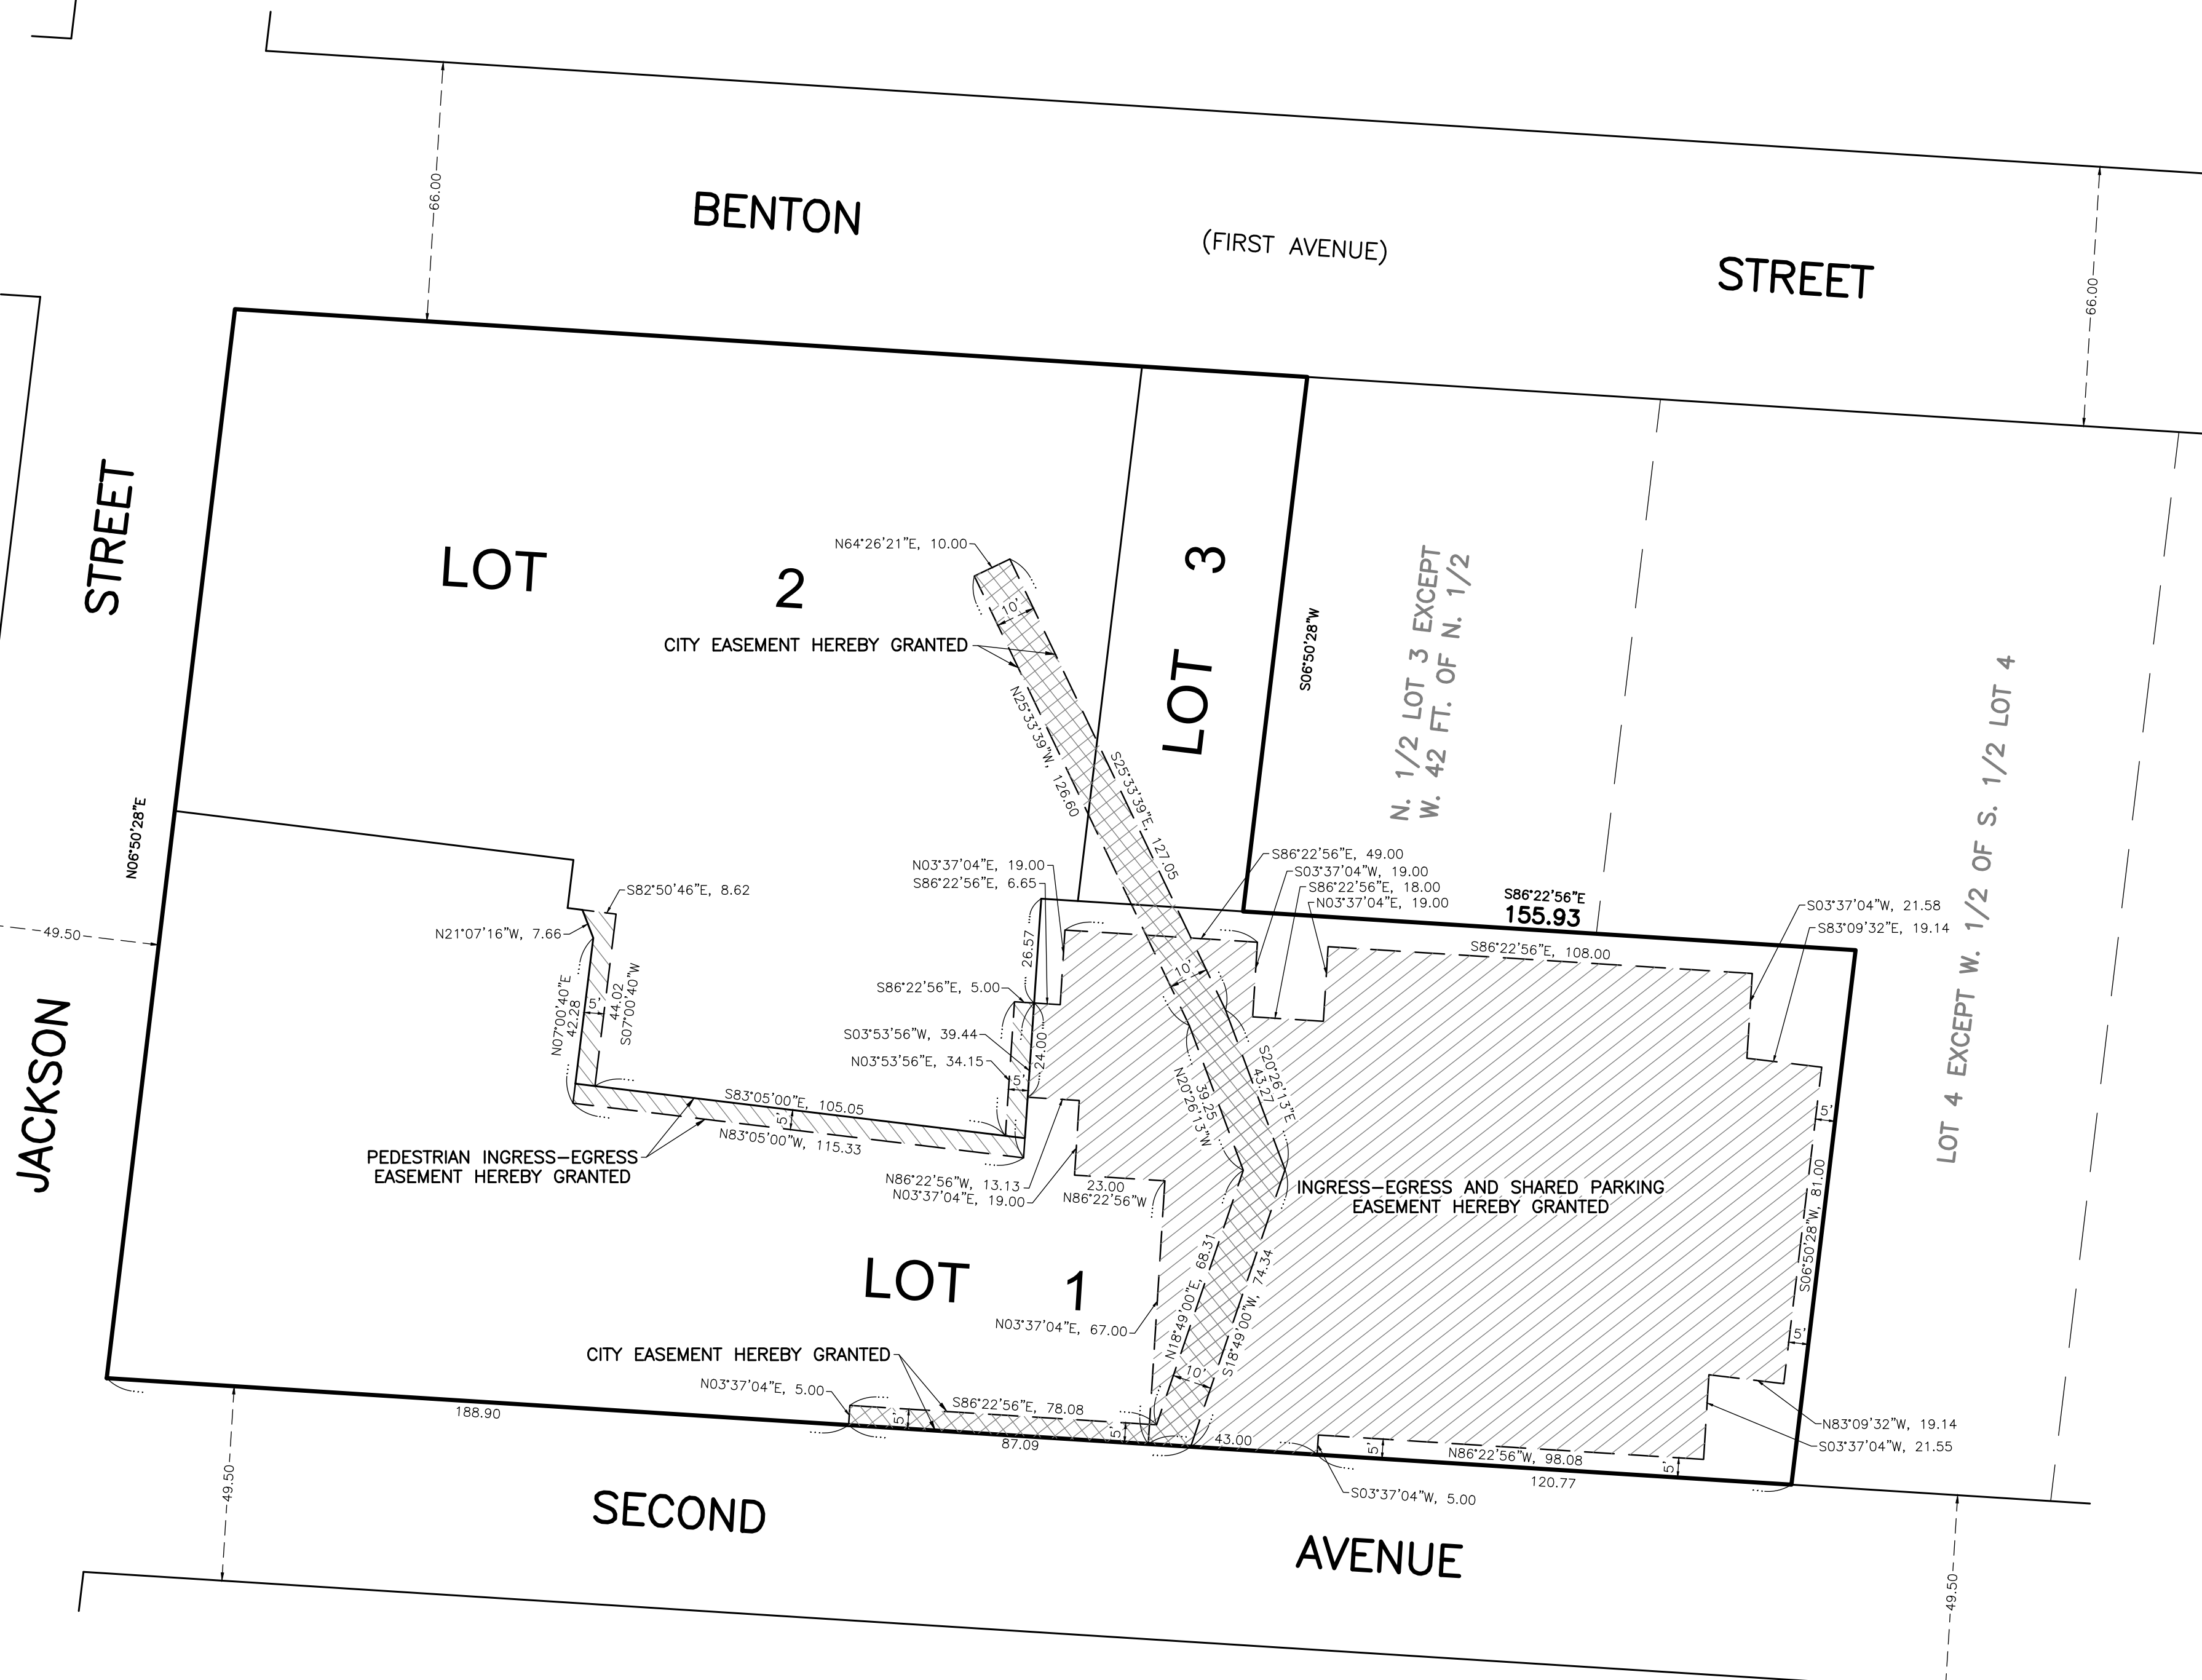 66.00
BENTON
(FIRST AVENUE)
STREET
66.00
STREET
LOT 2
N64°26'21"E, 10.00
10'
CITY EASEMENT HEREBY GRANTED
LOT 3
S06°50'28"W
N. 1/2 LOT 3 EXCEPT
W. 42 FT. OF N. 1/2
LOT 4 EXCEPT W. 1/2 OF S. 1/2 LOT 4
N25°33'39"W, 126.60
S25°33'39"E, 127.05
N06°50'28"E
49.50
JACKSON
S82°50'46"E, 8.62
N21°07'16"W, 7.66
N07°00'40"E
42.28
5'
44.02
S07°00'40"W
N03°37'04"E, 19.00
S86°22'56"E, 6.65
26.57
S86°22'56"E, 49.00
S03°37'04"W, 19.00
S86°22'56"E, 18.00
N03°37'04"E, 19.00
S86°22'56"E
155.93
S86°22'56"E, 108.00
S03°37'04"W, 21.58
S83°09'32"E, 19.14
10'
S86°22'56"E, 5.00
S03°53'56"W, 39.44
N03°53'56"E, 34.15
24.00
5'
S20°26'13"E
43.27
39.25
N20°26'13"W
S83°05'00"E, 105.05
5'
N83°05'00"W, 115.33
PEDESTRIAN INGRESS-EGRESS
EASEMENT HEREBY GRANTED
N86°22'56"W, 13.13
N03°37'04"E, 19.00
23.00
N86°22'56"W
INGRESS-EGRESS AND SHARED PARKING
EASEMENT HEREBY GRANTED
5'
S06°50'28"W, 81.00
5'
LOT 1
N03°37'04"E, 67.00
N18°49'00"E, 68.31
S18°49'00"W, 74.34
10'
CITY EASEMENT HEREBY GRANTED
N03°37'04"E, 5.00
S86°22'56"E, 78.08
5'
5'
188.90
87.09
43.00
5'
N86°22'56"W, 98.08
5'
120.77
N83°09'32"W, 19.14
S03°37'04"W, 21.55
S03°37'04"W, 5.00
49.50
SECOND
AVENUE
49.50